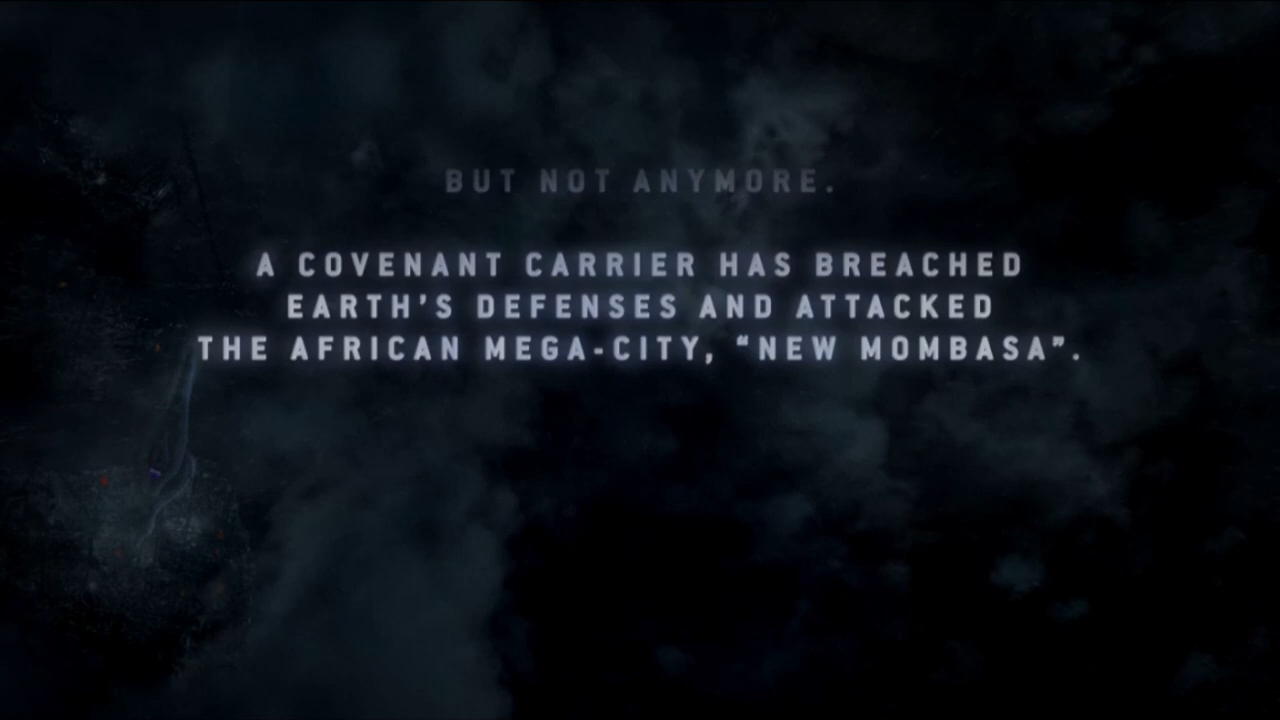 BUT NOT ANYMORE.
A COVENANT CARRIER HAS BREACHED
EARTH’S DEFENSES AND ATTACKED
THE AFRICAN MEGA-CITY, “NEW MOMBASA”.